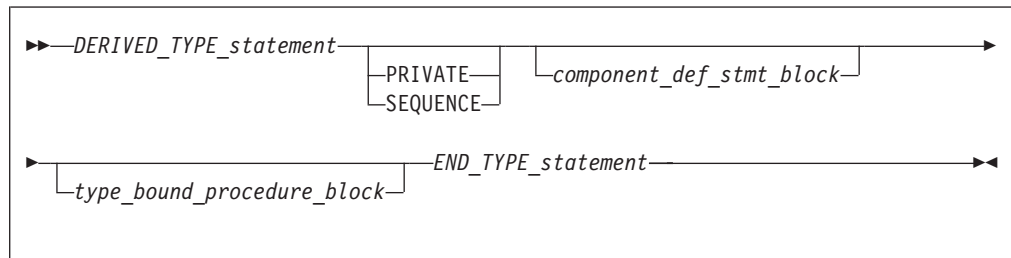 DERIVED_TYPE_statement
PRIVATE component_def_stmt_block
SEQUENCE
END_TYPE_statement
type_bound_procedure_block